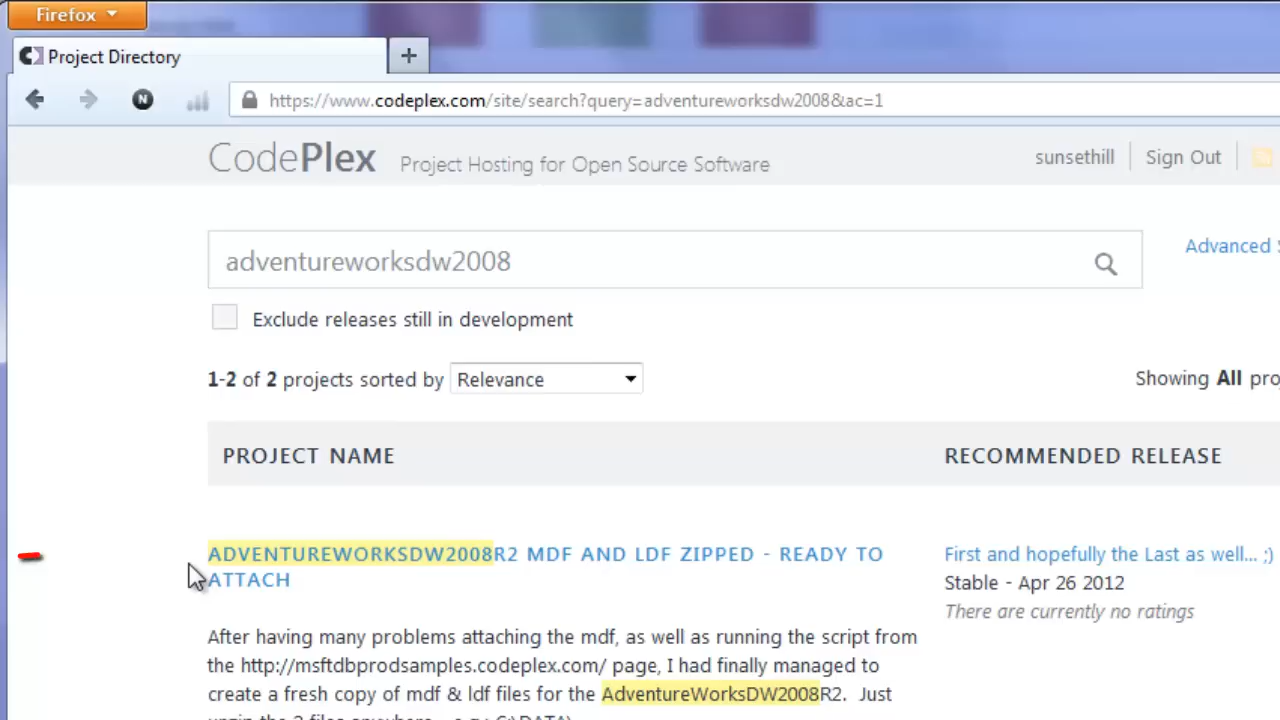 Firefox
Project Directory
N
https://www.codeplex.com/site/search?query=adventureworksdw2008&ac=1
CodePlex Project Hosting for Open Source Software sunsethill Sign Out
adventureworksdw2008 Advanced
Exclude releases still in development
1-2 of 2 projects sorted by Relevance Showing All
PROJECT NAME RECOMMENDED RELEASE
ADVENTUREWORKSDW2008R2 MDF AND LDF ZIPPED - READY TO First and hopefully the Last as well... ;)
ATTACH Stable - Apr 26 2012
There are currently no ratings
After having many problems attaching the mdf, as well as running the script from
the http://msftdbprodsamples.codeplex.com/ page, I had finally managed to
create a fresh copy of mdf & ldf files for the AdventureWorksDW2008R2. Just